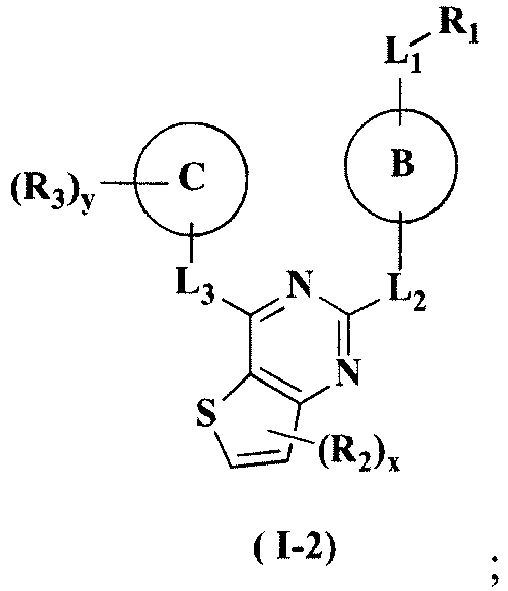 L₁ R₁
(R₃)y C B
L₃ N L₂
N
S (R₂)x
( I-2) ;